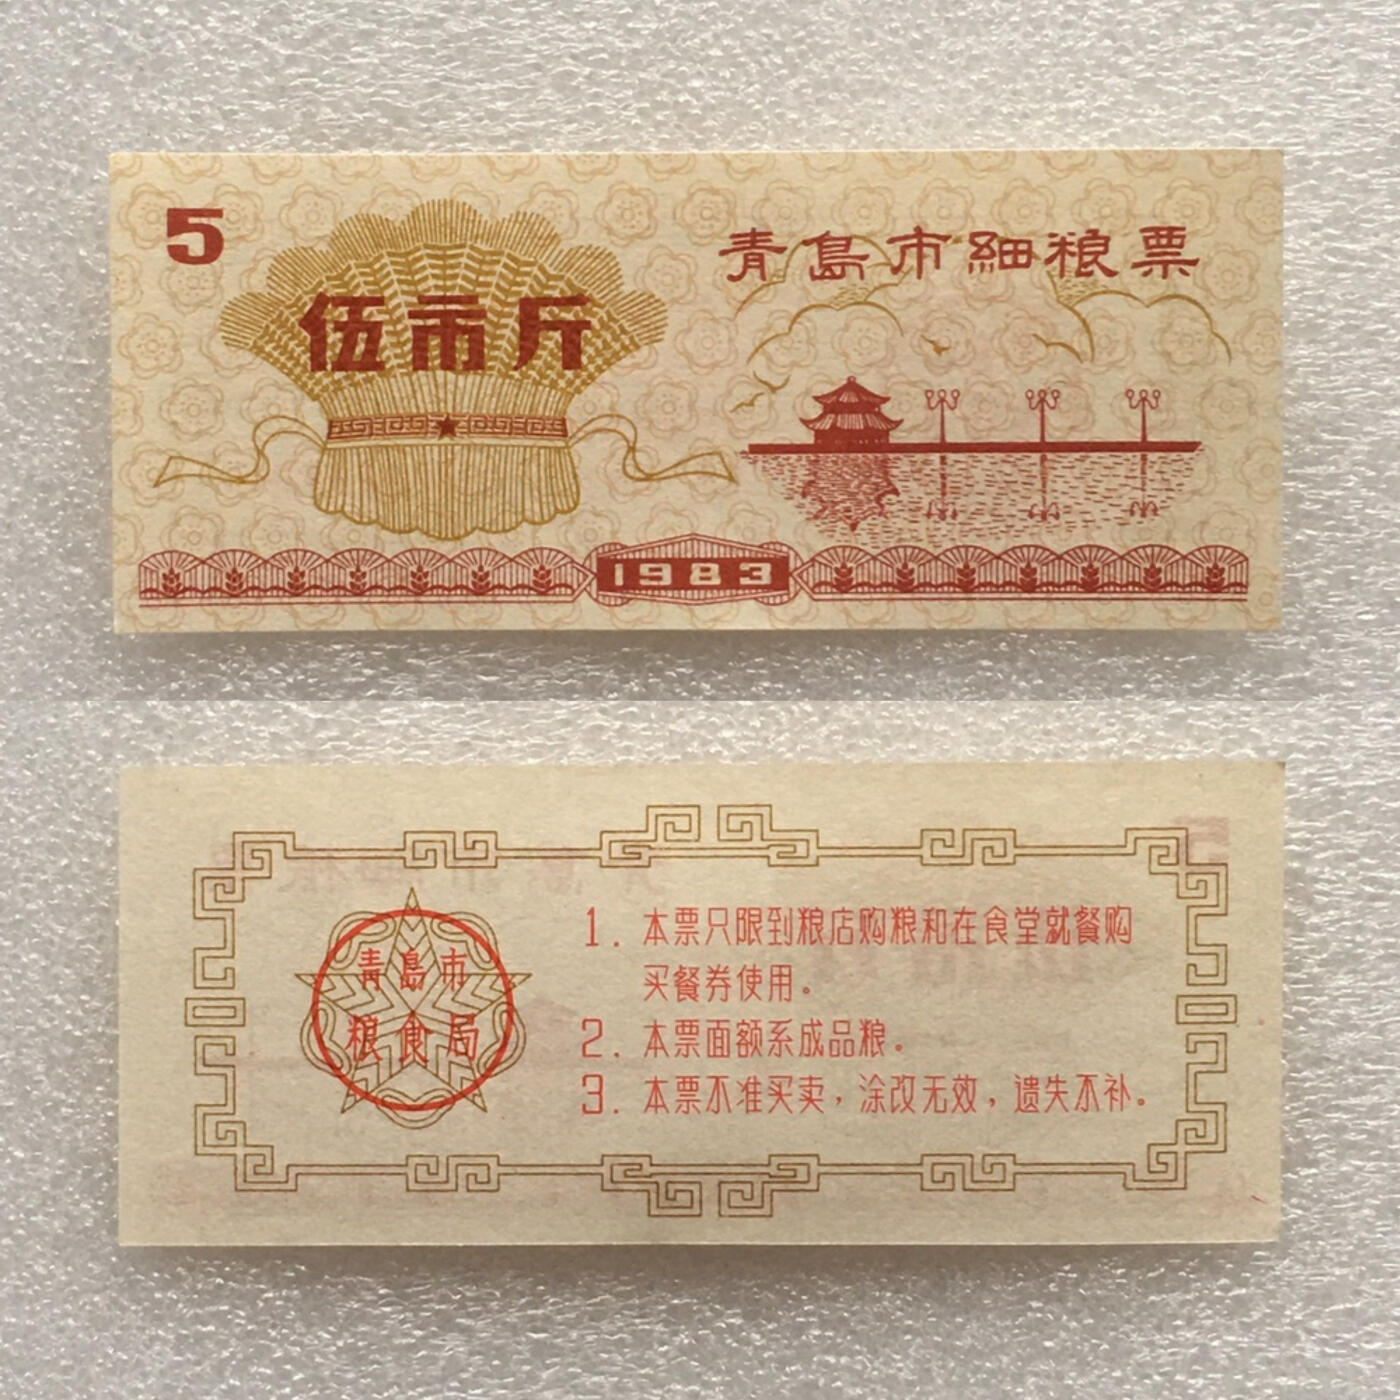 5
伍市斤
青島市細粮票
1983
青島市
粮食局
1. 本票只限到粮店购粮和在食堂就餐购
买餐券使用。
2. 本票面额系成品粮。
3. 本票不准买卖，涂改无效，遗失不补。